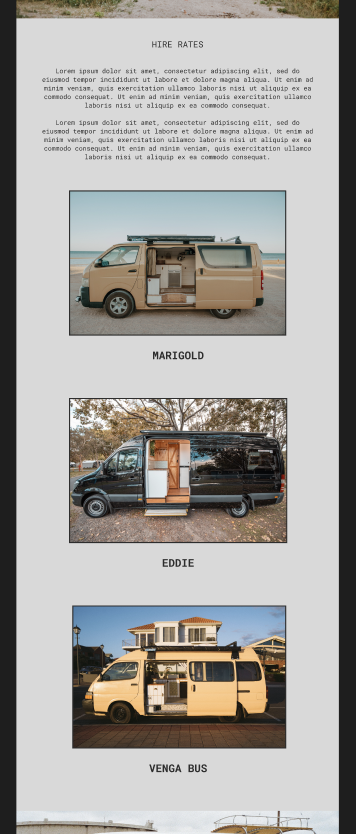 HIRE RATES
Lorem ipsum dolor sit amet, consectetur adipiscing elit, sed do
eiusmod tempor incididunt ut labore et dolore magna aliqua. Ut enim ad
minim veniam, quis exercitation ullamco laboris nisi ut aliquip ex ea
commodo consequat. Ut enim ad minim veniam, quis exercitation ullamco
laboris nisi ut aliquip ex ea commodo consequat.
Lorem ipsum dolor sit amet, consectetur adipiscing elit, sed do
eiusmod tempor incididunt ut labore et dolore magna aliqua. Ut enim ad
minim veniam, quis exercitation ullamco laboris nisi ut aliquip ex ea
commodo consequat. Ut enim ad minim veniam, quis exercitation ullamco
laboris nisi ut aliquip ex ea commodo consequat.
MARIGOLD
EDDIE
VENGA BUS